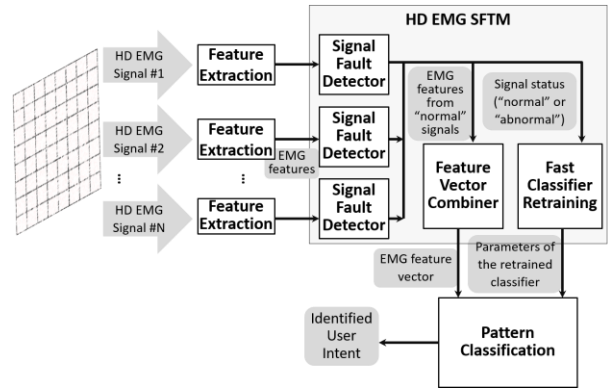 HD EMG SFTM
HD EMG
Signal #1
Feature
Extraction
Signal
Fault
Detector
EMG
features
from
“normal”
signals
Signal status
(“normal” or
“abnormal”)
HD EMG
Signal #2
Feature
Extraction
Signal
Fault
Detector
EMG
features
...
...
HD EMG
Signal #N
Feature
Extraction
Signal
Fault
Detector
Feature
Vector
Combiner
Fast
Classifier
Retraining
EMG feature
vector
Parameters of
the retrained
classifier
Identified
User
Intent
Pattern
Classification